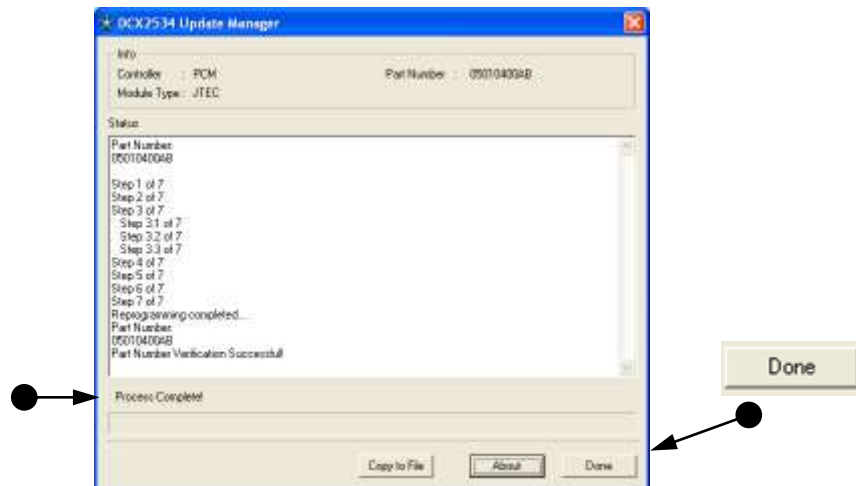 DCX2534 Update Manager
Info
Controller : PCM Part Number : 05010400AB
Module Type : JTEC
Status
Part Number:
05010400AB
Step 1 of 7
Step 2 of 7
Step 3 of 7
Step 3.1 of 7
Step 3.2 of 7
Step 3.3 of 7
Step 4 of 7
Step 5 of 7
Step 6 of 7
Step 7 of 7
Reprogramming completed...
Part Number:
05010400AB
Part Number Verification Successful!
Process Complete!
Done
Copy to File About Done